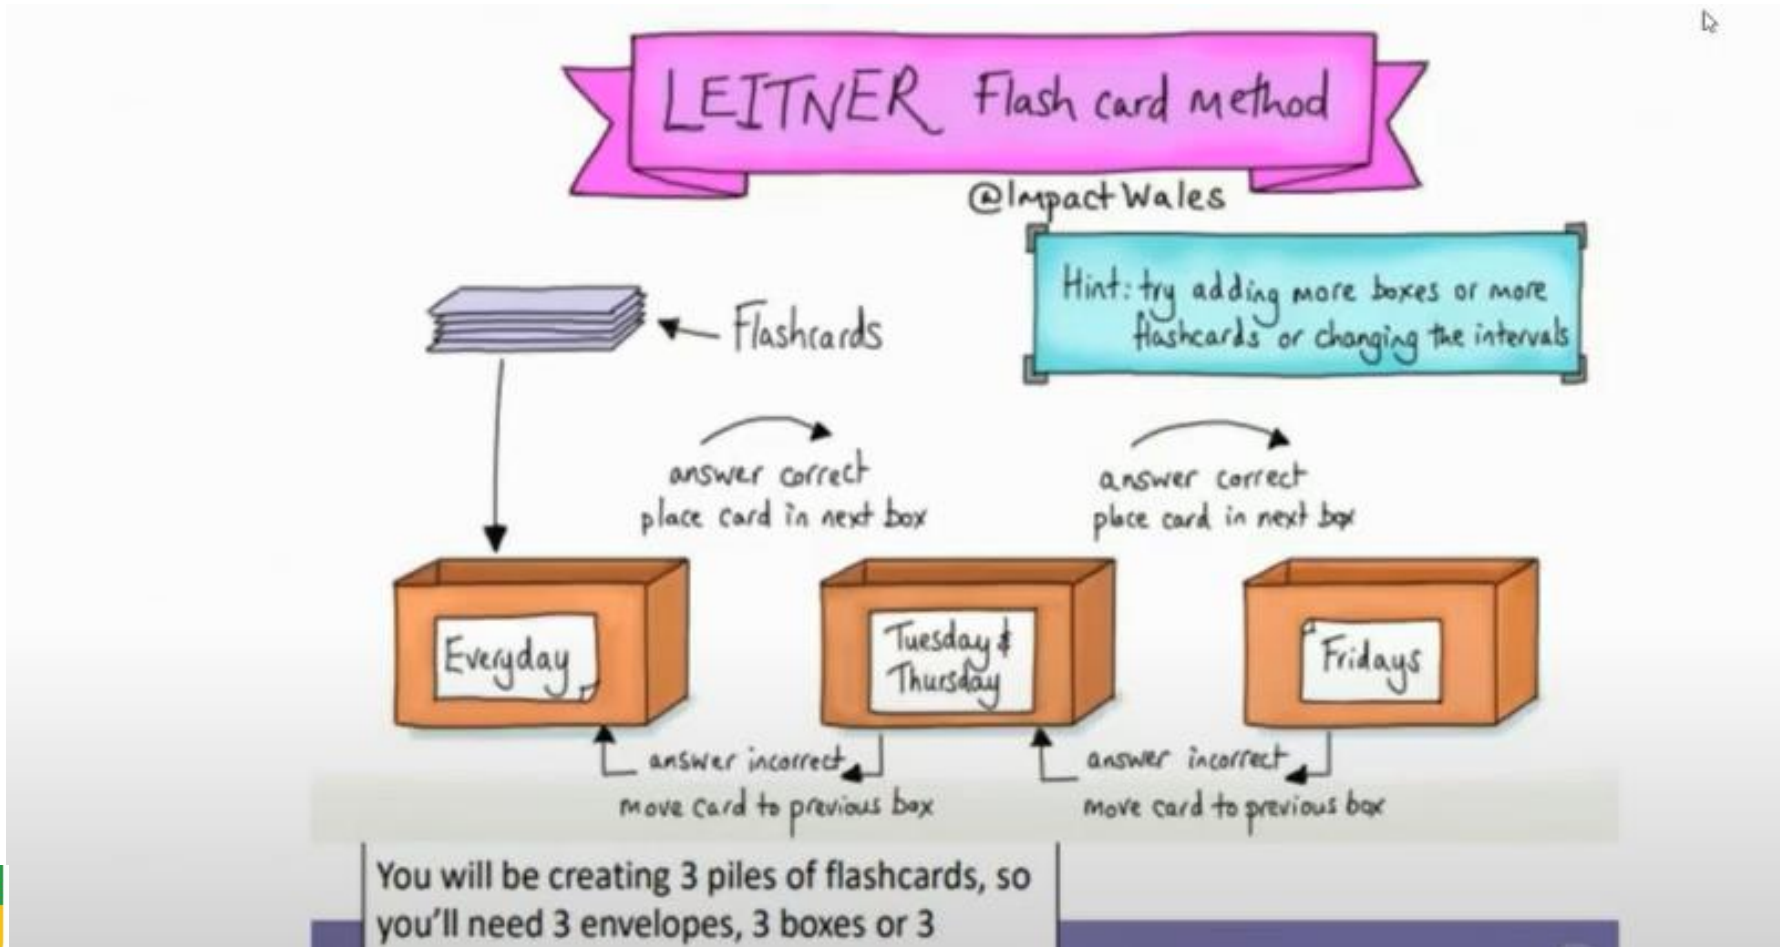 LEITNER Flash card method
@ImpactWales
Hint: try adding more boxes or more
flashcards or changing the intervals
Flashcards
answer correct
place card in next box
answer correct
place card in next box
Everyday
Tuesday &
Thursday
Fridays
answer incorrect
move card to previous box
answer incorrect
move card to previous box
You will be creating 3 piles of flashcards, so
you'll need 3 envelopes, 3 boxes or 3